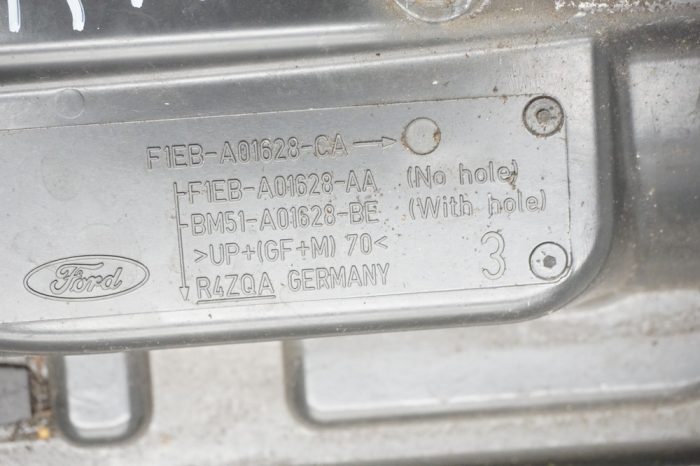 F1EB-A01628-CA
F1EB-A01628-AA (No hole)
BM51-A01628-BE (With hole)
>UP+(GF+M) 70<
R4ZQA GERMANY
3
Ford